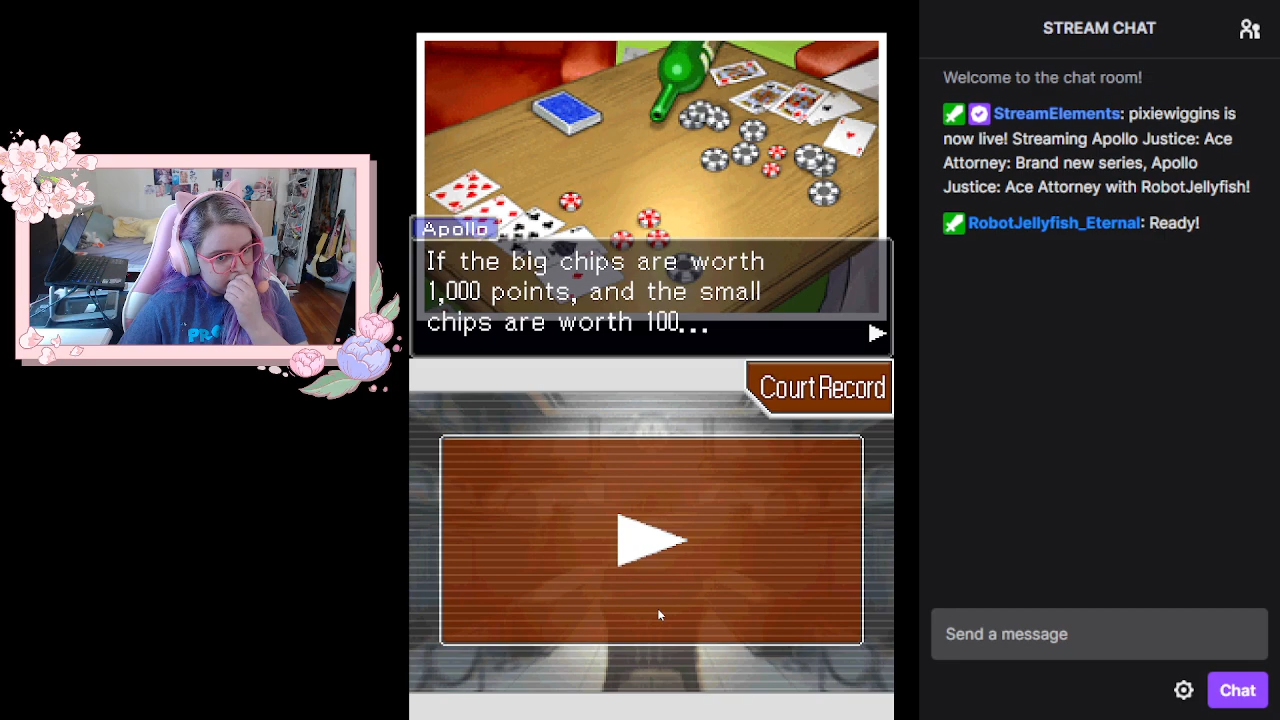 STREAM CHAT
Welcome to the chat room!
StreamElements: pixiewiggins is
now live! Streaming Apollo Justice: Ace
Attorney: Brand new series, Apollo
Justice: Ace Attorney with RobotJellyfish!
RobotJellyfish_Eternal: Ready!
Apollo
If the big chips are worth
1,000 points, and the small
chips are worth 100...
Court Record
Send a message
Chat